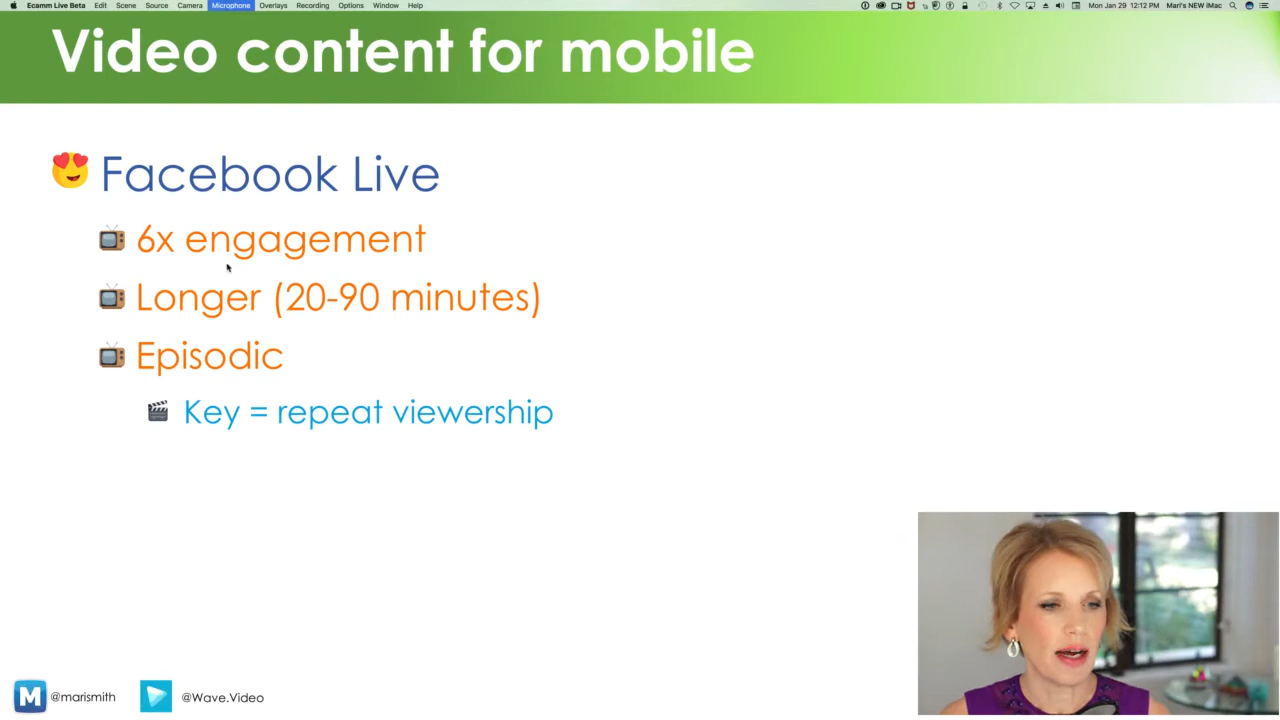 Ecamm Live Beta Edit Scene Source Camera Microphone Overlays Recording Options Window Help Mon Jan 29 12:12 PM Mari's NEW iMac
Video content for mobile
Facebook Live
6x engagement
Longer (20-90 minutes)
Episodic
Key = repeat viewership
M @marismith @Wave.Video